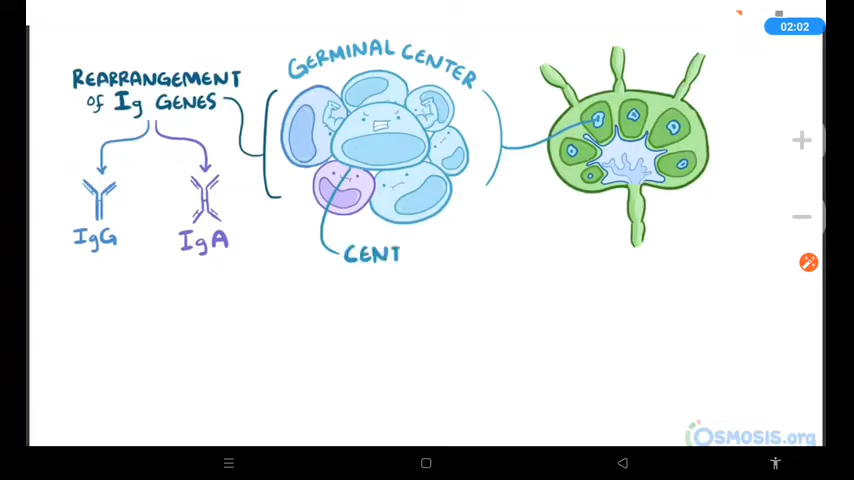 02:02
GERMINAL CENTER
REARRANGEMENT
of Ig GENES
IgG
IgA
CENT
OSMOSIS.org